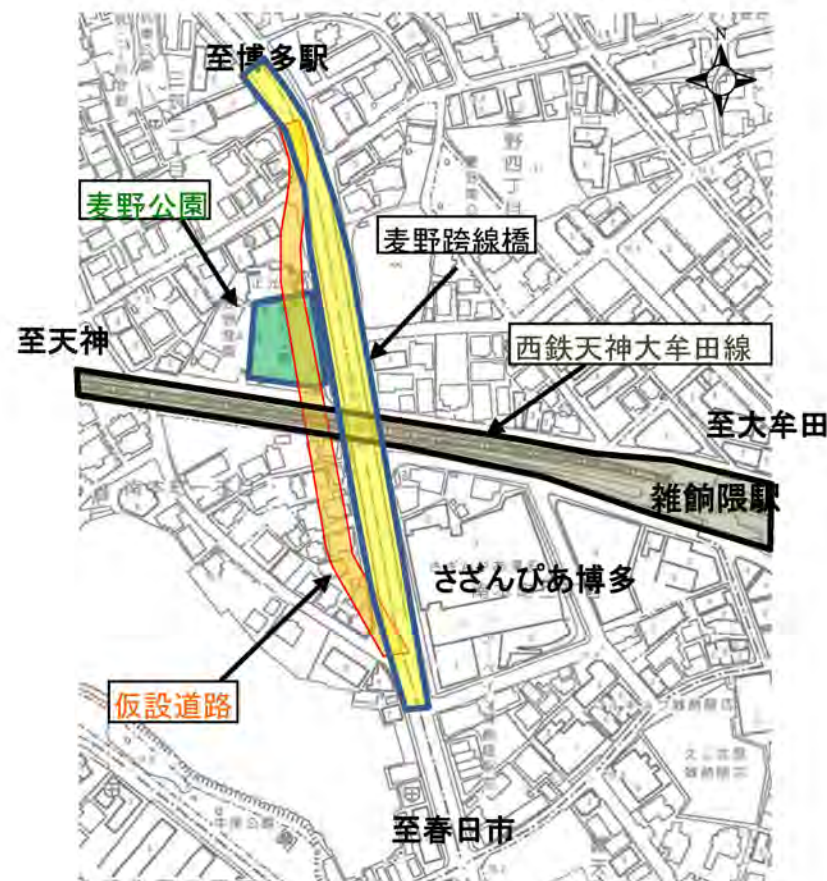 至博多駅
N
麦野公園
麦野跨線橋
至天神
西鉄天神大牟田線
至大牟田
雑餉隈駅
さざんぴあ博多
仮設道路
至春日市